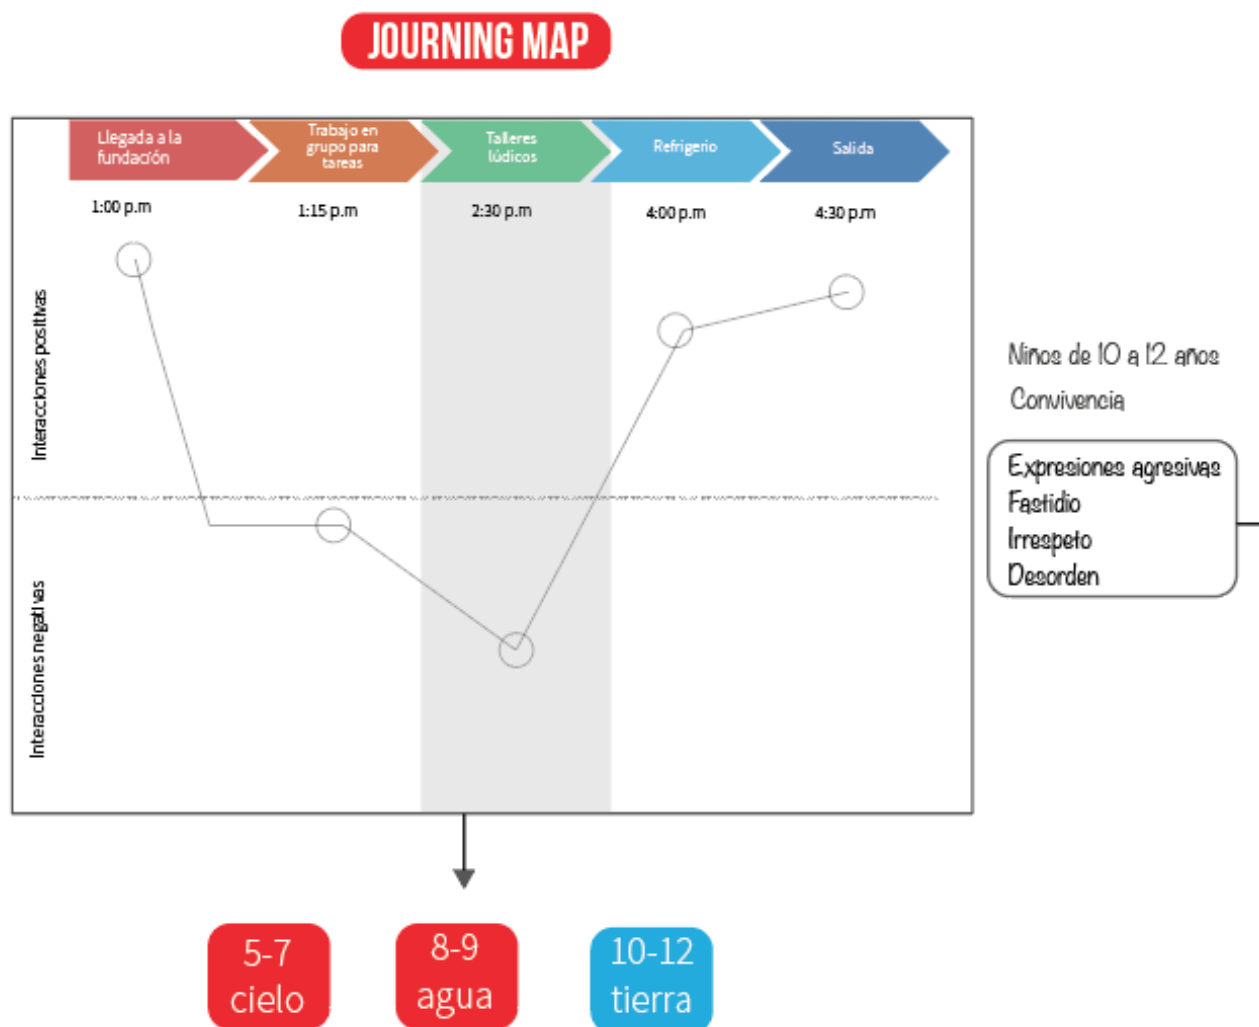 JOURNING MAP
Llegada a la
fundación
Trabajo en
grupo para
tareas
Talleres
lúdicos
Refrigerio
Salida
1:00 p.m
1:15 p.m
2:30 p.m
4:00 p.m
4:30 p.m
Interacciones positivas
Interacciones negativas
Niños de 10 a 12 años
Convivencia
Expresiones agresivas
Fastidio
Irrespeto
Desorden
5-7
cielo
8-9
agua
10-12
tierra